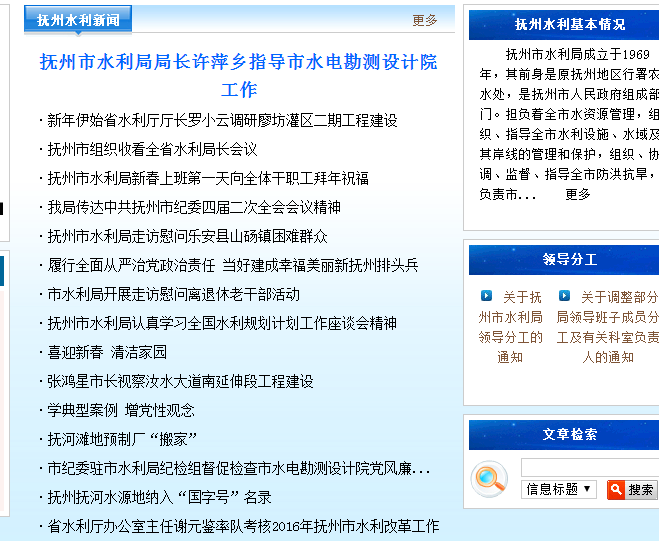 抚州水利新闻
更多
抚州市水利局局长许萍乡指导市水电勘测设计院
工作
· 新年伊始省水利厅厅长罗小云调研廖坊灌区二期工程建设
· 抚州市组织收看全省水利局长会议
· 抚州市水利局新春上班第一天向全体干职工拜年祝福
· 我局传达中共抚州市纪委四届二次全会会议精神
· 抚州市水利局走访慰问乐安县山砀镇困难群众
· 履行全面从严治党政治责任 当好建成幸福美丽新抚州排头兵
· 市水利局开展走访慰问离退休老干部活动
· 抚州市水利局认真学习全国水利规划计划工作座谈会精神
· 喜迎新春 清洁家园
· 张鸿星市长视察汝水大道南延伸段工程建设
· 学典型案例 增党性观念
· 抚河滩地预制厂“搬家”
· 市纪委驻市水利局纪检组督促检查市水电勘测设计院党风廉...
· 抚州抚河水源地纳入“国字号”名录
· 省水利厅办公室主任谢元鉴率队考核2016年抚州市水利改革工作
抚州水利基本情况
抚州市水利局成立于1969
年，其前身是原抚州地区行署农
水处，是抚州市人民政府组成部
门。担负着全市水资源管理，组
织、指导全市水利设施、水域及
其岸线的管理和保护，组织、协
调、监督、指导全市防洪抗旱，
负责市... 更多
领导分工
关于抚
州市水利局
领导分工的
通知
关于调整部分
局领导班子成员分
工及有关科室负责
人的通知
文章检索
信息标题
搜索